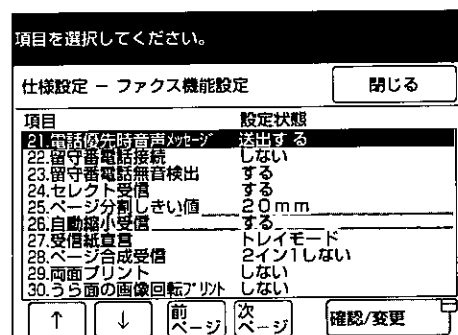 項目を選択してください。
仕様設定 － ファクス機能設定
閉じる
項目 設定状態
21.電話優先時音声ﾒｯｾｰｼﾞ 送出する
22.留守番電話接続 しない
23.留守番電話無音検出 する
24.セレクト受信 する
25.ページ分割しきい値 20mm
26.自動縮小受信 する
27.受信紙宣言 トレイモード
28.ページ合成受信 2イン1しない
29.両面プリント しない
30.うら面の画像回転ﾌﾟﾘﾝﾄ しない
↑ ↓ 前ページ 次ページ 確認/変更